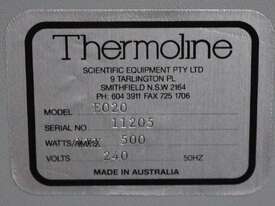 Thermoline
SCIENTIFIC EQUIPMENT PTY LTD
9 TARLINGTON PL
SMITHFIELD N.S.W 2164
PH: 604 3911 FAX 725 1706
MODEL E020
SERIAL NO 11205
WATTS/AMPS 500
VOLTS 240 50HZ
MADE IN AUSTRALIA